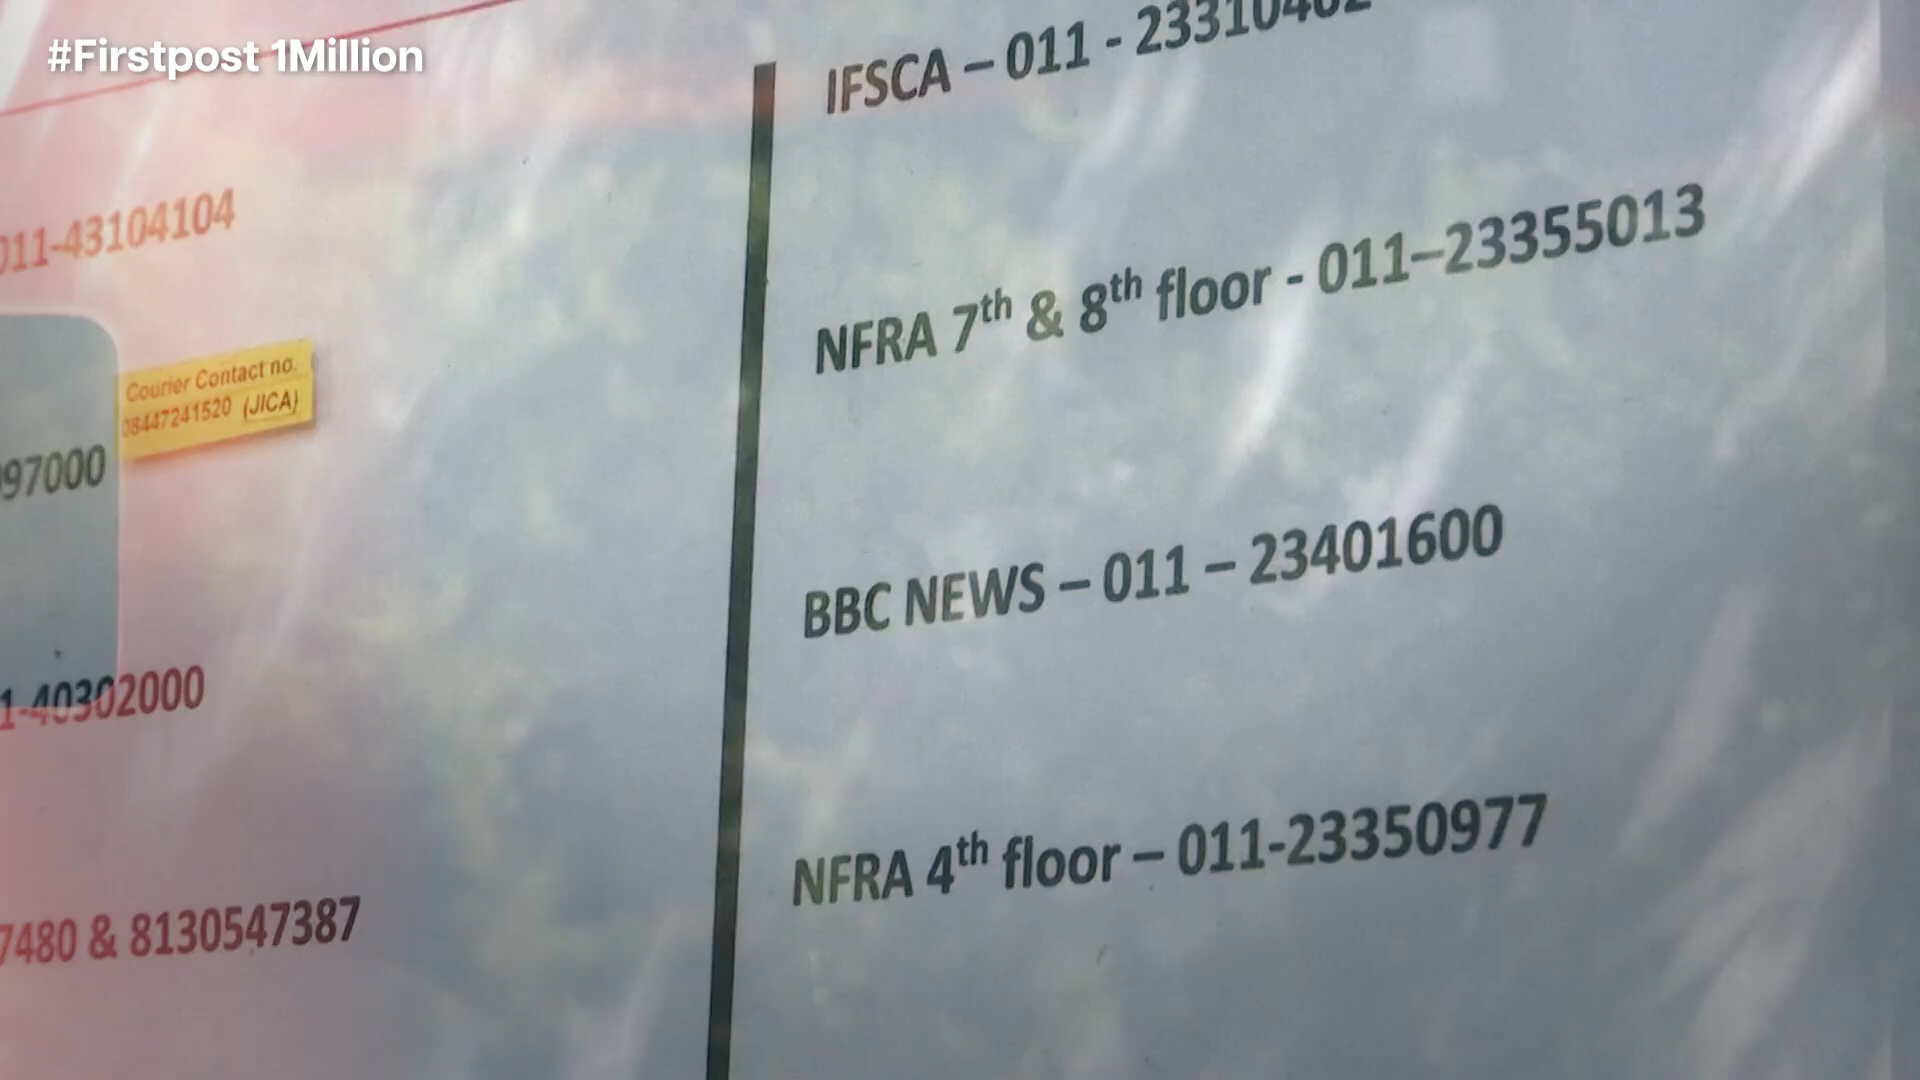 #Firstpost 1Million
011-43104104
Courier Contact no.
08447241520 (JICA)
97000
1-40302000
7480 & 8130547387
IFSCA – 011 - 23310482
NFRA 7th & 8th floor - 011–23355013
BBC NEWS – 011 – 23401600
NFRA 4th floor – 011-23350977